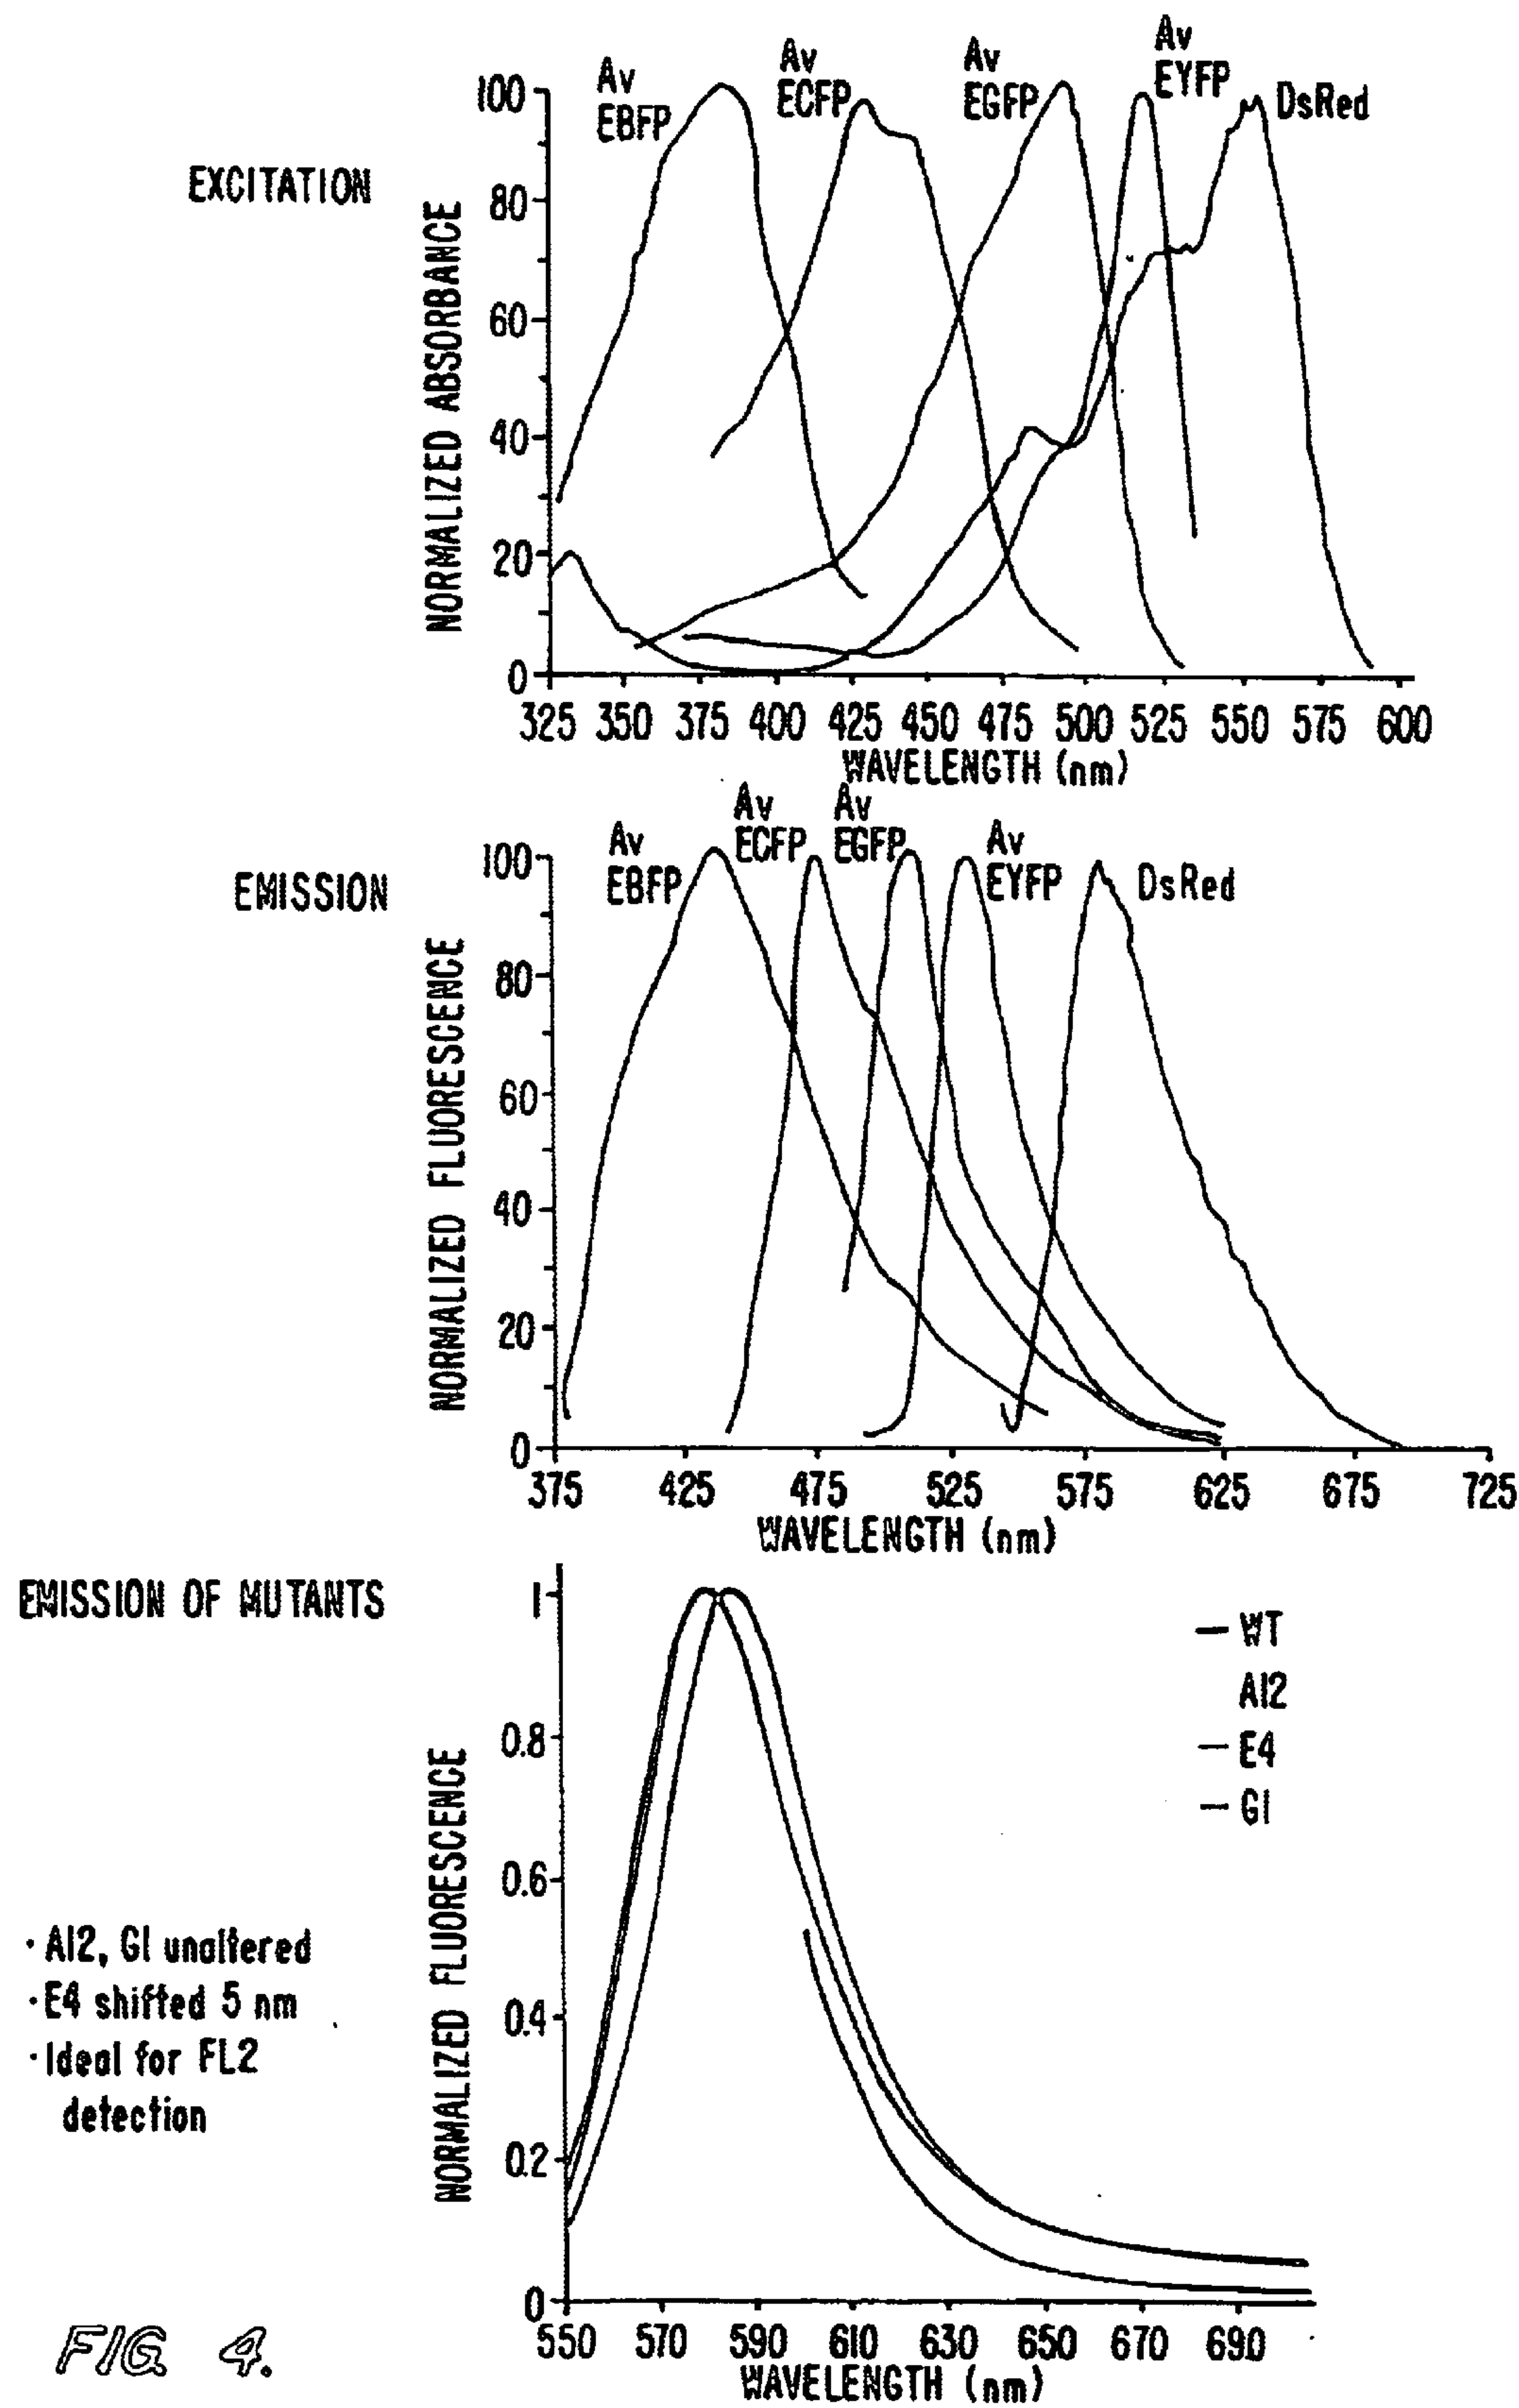 EXCITATION
Av
EBFP
Av
ECFP
Av
EGFP
Av
EYFP
DsRed
NORMALIZED ABSORBANCE
100
80
60
40
20
0
325 350 375 400 425 450 475 500 525 550 575 600
WAVELENGTH (nm)
EMISSION
Av
EBFP
Av
ECFP
Av
EGFP
Av
EYFP
DsRed
NORMALIZED FLUORESCENCE
100
80
60
40
20
0
375 425 475 525 575 625 675 725
WAVELENGTH (nm)
EMISSION OF MUTANTS
WT
A12
E4
G1
NORMALIZED FLUORESCENCE
1
0.8
0.6
0.4
0.2
0
550 570 590 610 630 650 670 690
WAVELENGTH (nm)
· A12, G1 unaltered
· E4 shifted 5 nm
· Ideal for FL2
detection
FIG. 4.